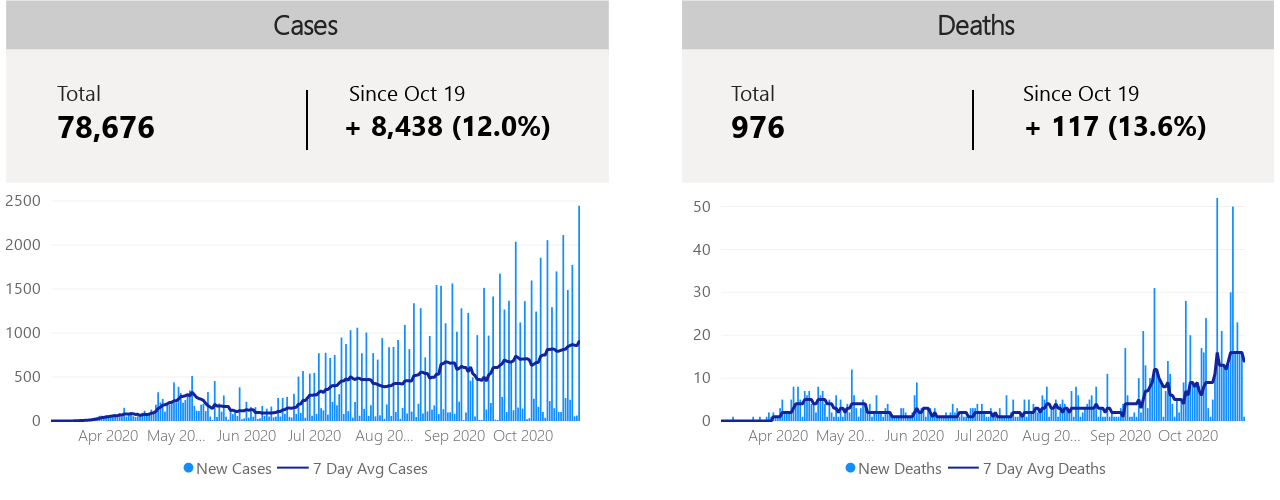 Cases
Total
78,676
Since Oct 19
+ 8,438 (12.0%)
2500
2000
1500
1000
500
0
Apr 2020 May 20... Jun 2020 Jul 2020 Aug 20... Sep 2020 Oct 2020
New Cases 7 Day Avg Cases
Deaths
Total
976
Since Oct 19
+ 117 (13.6%)
50
40
30
20
10
0
Apr 2020 May 20... Jun 2020 Jul 2020 Aug 20... Sep 2020 Oct 2020
New Deaths 7 Day Avg Deaths